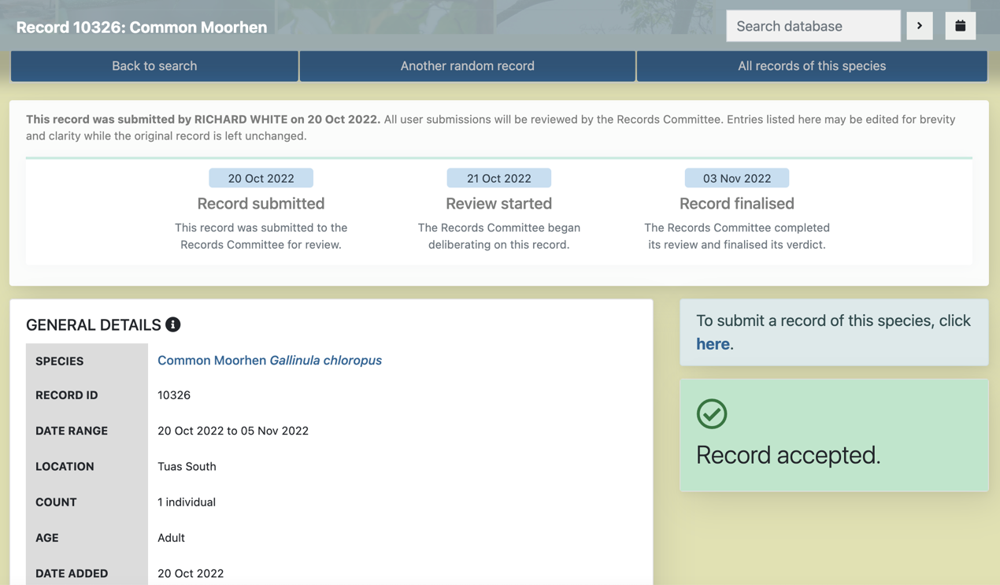 Record 10326: Common Moorhen
Search database
Back to search
Another random record
All records of this species
This record was submitted by RICHARD WHITE on 20 Oct 2022. All user submissions will be reviewed by the Records Committee. Entries listed here may be edited for brevity
and clarity while the original record is left unchanged.
20 Oct 2022
Record submitted
This record was submitted to the
Records Committee for review.
21 Oct 2022
Review started
The Records Committee began
deliberating on this record.
03 Nov 2022
Record finalised
The Records Committee completed
its review and finalised its verdict.
GENERAL DETAILS
SPECIES Common Moorhen Gallinula chloropus
RECORD ID 10326
DATE RANGE 20 Oct 2022 to 05 Nov 2022
LOCATION Tuas South
COUNT 1 individual
AGE Adult
DATE ADDED 20 Oct 2022
To submit a record of this species, click
here.
Record accepted.